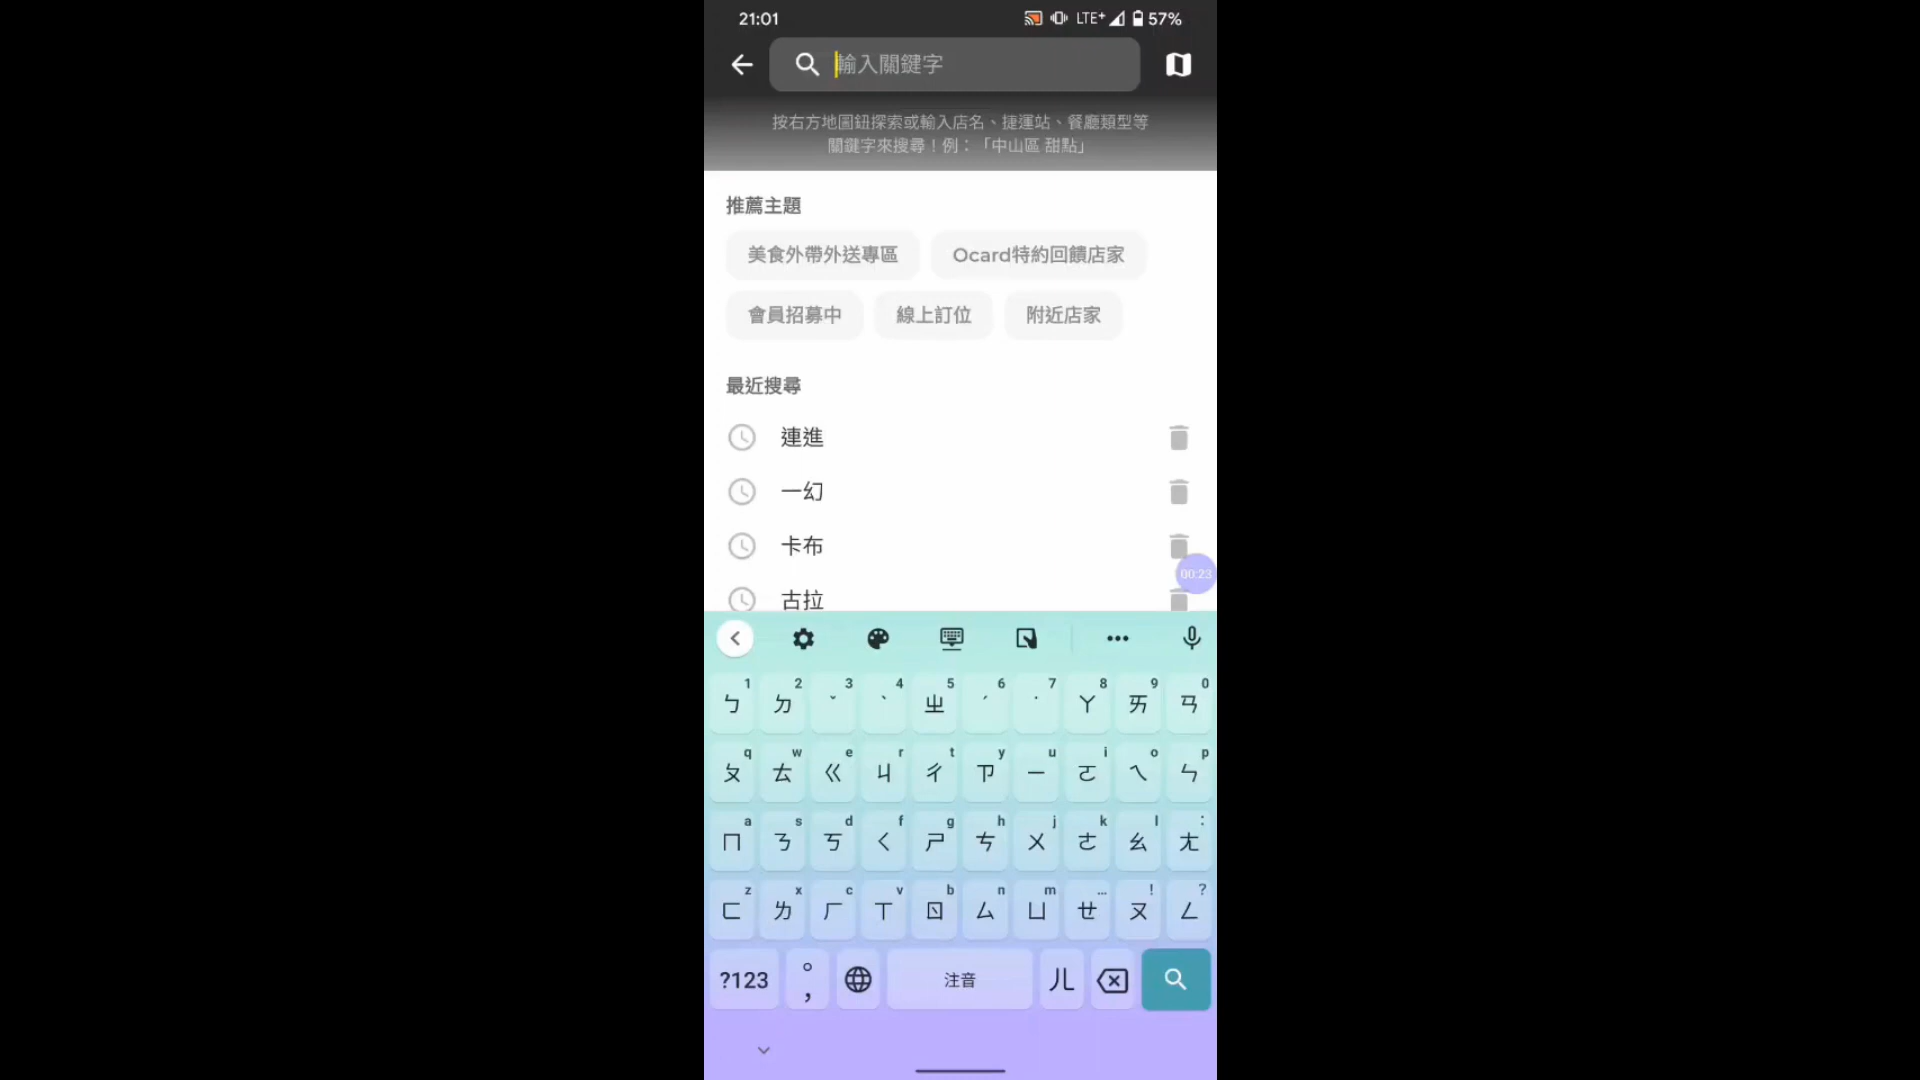 21:01
LTE+ 57%
輸入關鍵字
按右方地圖鈕探索或輸入店名、捷運站、餐廳類型等
關鍵字來搜尋！例：「中山區 甜點」
推薦主題
美食外帶外送專區 Ocard特約回饋店家
會員招募中 線上訂位 附近店家
最近搜尋
連進
一幻
卡布
00:23
古拉
1 2 3 4 5 6 7 8 9 0
ㄅ ㄉ ˇ ˋ ㄓ ˊ ˙ ㄚ ㄞ ㄢ
q w e r t y u i o p
ㄆ ㄊ ㄍ ㄐ ㄔ ㄗ ㄧ ㄛ ㄟ ㄣ
a s d f g h j k l :
ㄇ ㄋ ㄎ ㄑ ㄕ ㄘ ㄨ ㄜ ㄠ ㄤ
z x c v b n m … ! ?
ㄈ ㄌ ㄏ ㄒ ㄖ ㄙ ㄩ ㄝ ㄡ ㄥ
?123 ° , 注音 ㄦ